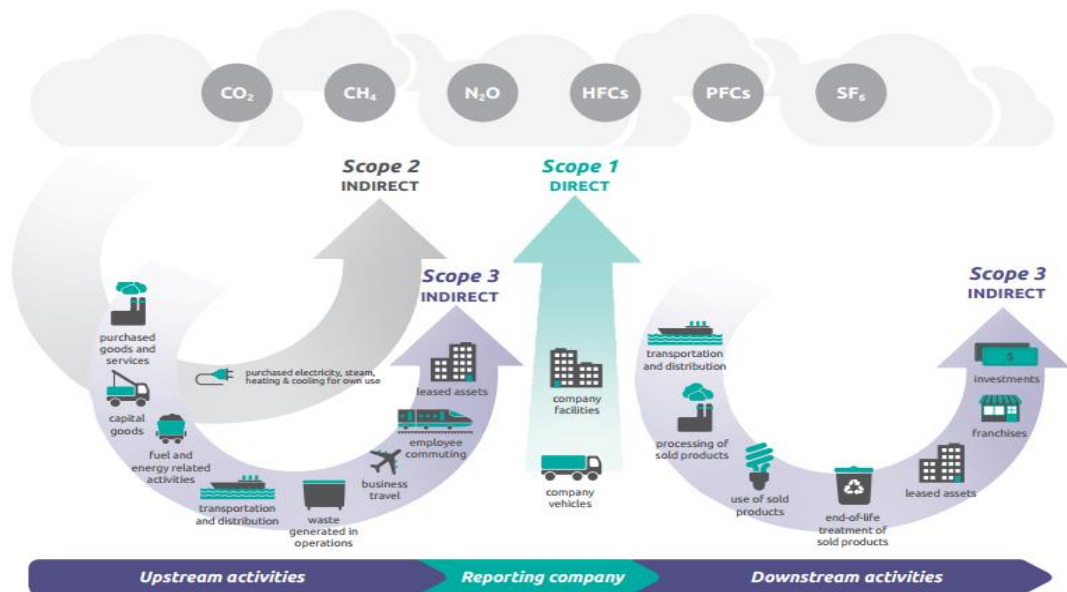 CO₂
CH₄
N₂O
HFCs
PFCs
SF₆
Scope 2
INDIRECT
Scope 1
DIRECT
Scope 3
INDIRECT
Scope 3
INDIRECT
purchased
goods and
services
capital
goods
fuel and
energy related
activities
purchased electricity, steam,
heating & cooling for own use
transportation
and distribution
waste
generated in
operations
business
travel
employee
commuting
leased assets
company
facilities
company
vehicles
transportation
and distribution
processing of
sold products
use of sold
products
end-of-life
treatment of
sold products
leased assets
franchises
$
investments
Upstream activities
Reporting company
Downstream activities